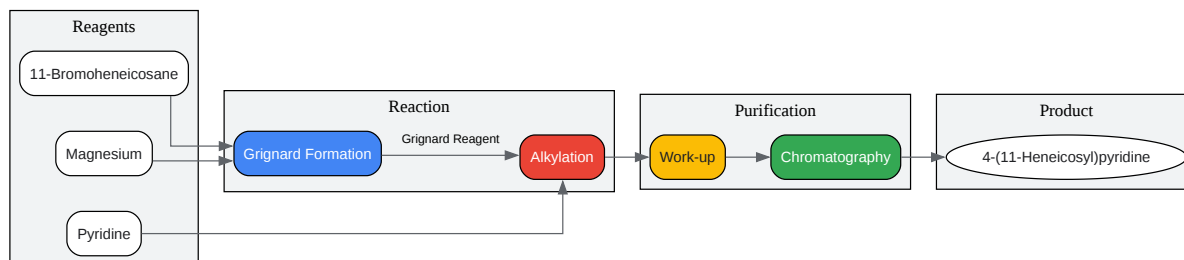 Reagents
11-Bromoheneicosane
Magnesium
Pyridine
Reaction
Grignard Formation
Grignard Reagent
Alkylation
Purification
Work-up
Chromatography
Product
4-(11-Heneicosyl)pyridine